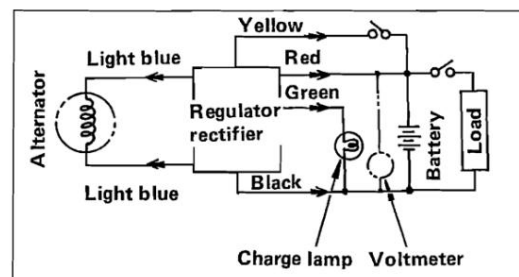 Yellow
Light blue
Red
Green
Alternator
Regulator
rectifier
Battery
Load
Light blue
Black
Charge lamp
Voltmeter